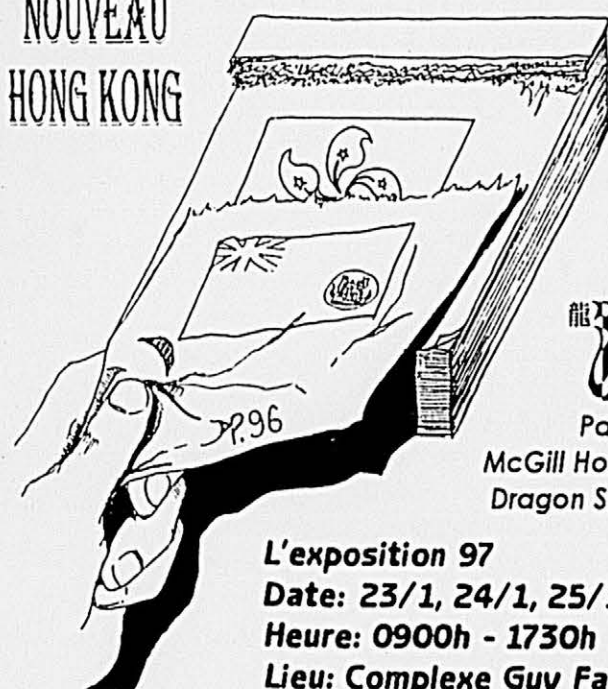 NOUVEAU
HONG KONG
P.96
龍
Pa
McGill Ho
Dragon S
L'exposition 97
Date: 23/1, 24/1, 25/
Heure: 0900h - 1730h
Lieu: Complexe Guy Fa